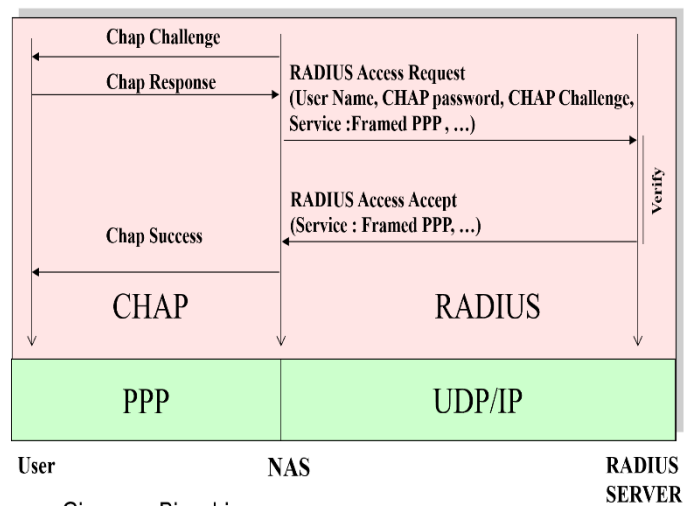 Chap Challenge
Chap Response
RADIUS Access Request
(User Name, CHAP password, CHAP Challenge,
Service :Framed PPP , ...)
Verify
RADIUS Access Accept
(Service : Framed PPP, ...)
Chap Success
CHAP
RADIUS
PPP
UDP/IP
User
NAS
RADIUS
SERVER